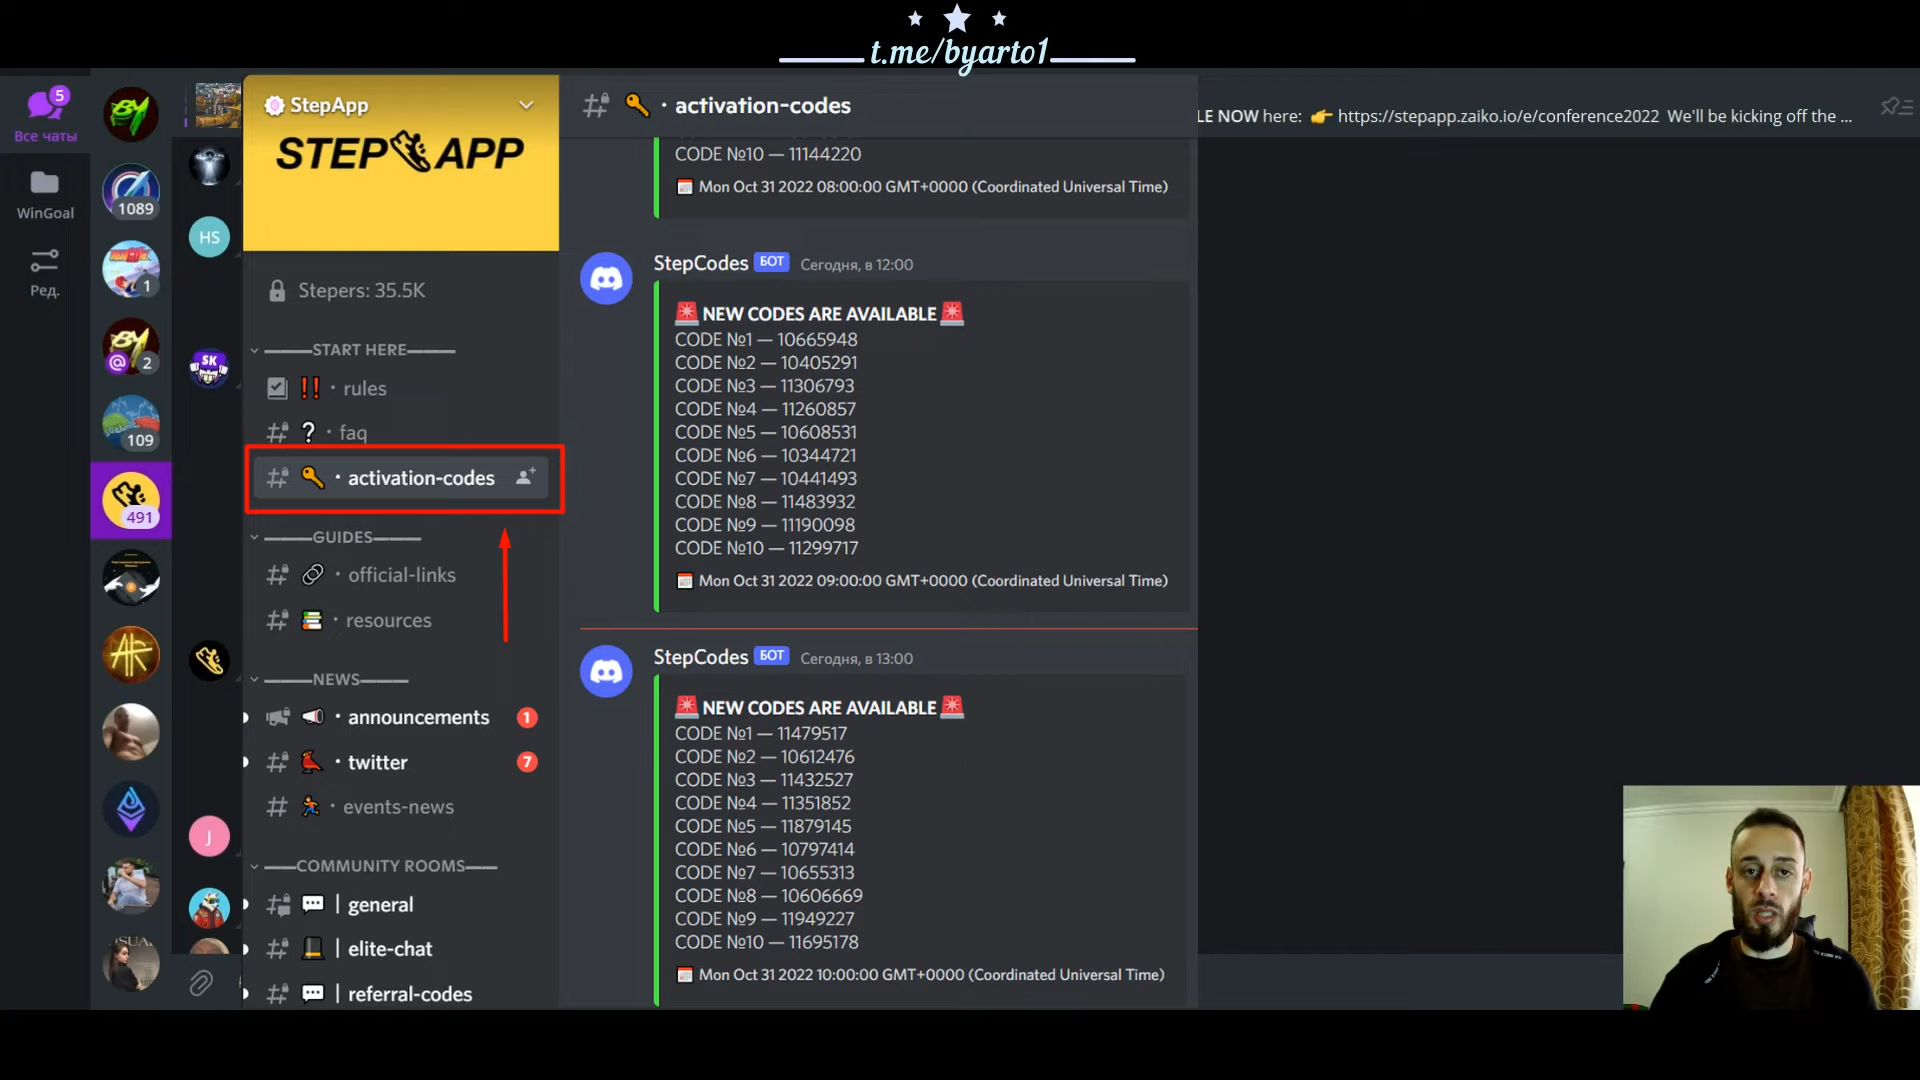 t.me/byarto1
5
Все чаты
WinGoal
Ред.
BY
1089
1
BY
@ 2
109
491
HS
SK
J
StepApp
STEP APP
Stepers: 35.5K
START HERE
rules
faq
activation-codes
GUIDES
official-links
resources
NEWS
announcements 1
twitter 7
events-news
COMMUNITY ROOMS
general
elite-chat
referral-codes
activation-codes
LE NOW here: https://stepapp.zaiko.io/e/conference2022 We'll be kicking off the ...
CODE №10 — 11144220
Mon Oct 31 2022 08:00:00 GMT+0000 (Coordinated Universal Time)
StepCodes БОТ Сегодня, в 12:00
NEW CODES ARE AVAILABLE
CODE №1 — 10665948
CODE №2 — 10405291
CODE №3 — 11306793
CODE №4 — 11260857
CODE №5 — 10608531
CODE №6 — 10344721
CODE №7 — 10441493
CODE №8 — 11483932
CODE №9 — 11190098
CODE №10 — 11299717
Mon Oct 31 2022 09:00:00 GMT+0000 (Coordinated Universal Time)
StepCodes БОТ Сегодня, в 13:00
NEW CODES ARE AVAILABLE
CODE №1 — 11479517
CODE №2 — 10612476
CODE №3 — 11432527
CODE №4 — 11351852
CODE №5 — 11879145
CODE №6 — 10797414
CODE №7 — 10655313
CODE №8 — 10606669
CODE №9 — 11949227
CODE №10 — 11695178
Mon Oct 31 2022 10:00:00 GMT+0000 (Coordinated Universal Time)